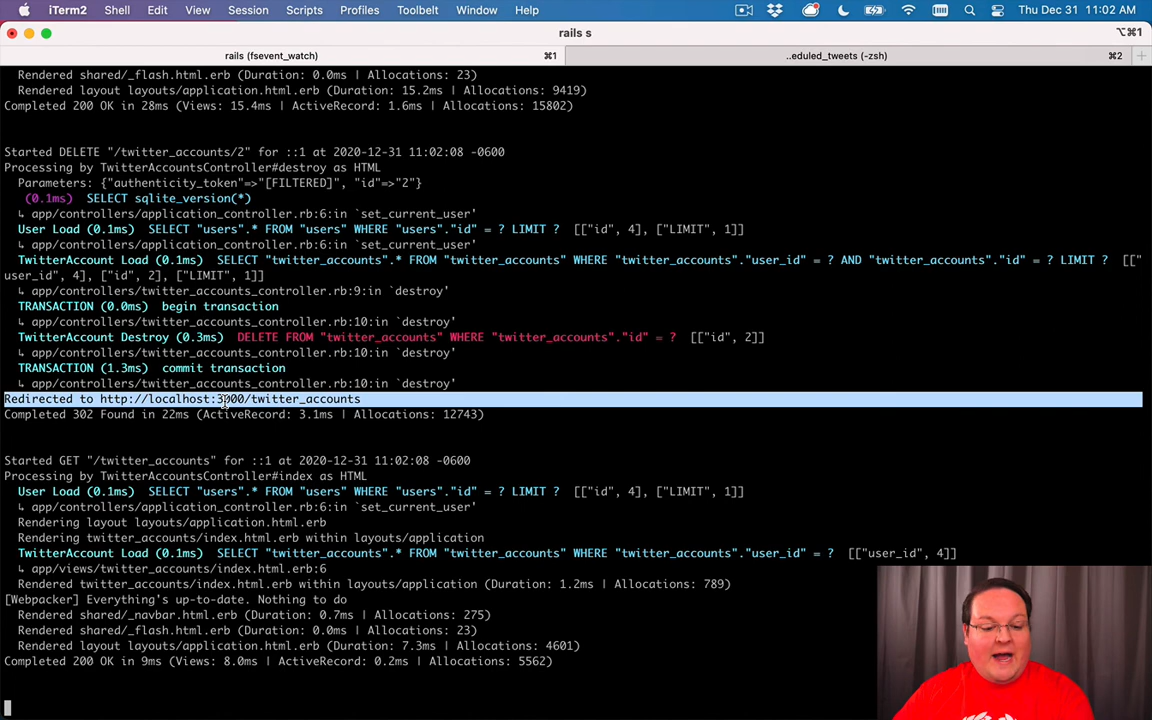 iTerm2 Shell Edit View Session Scripts Profiles Toolbelt Window Help Thu Dec 31 11:02 AM
rails s ⌥⌘1
rails (fsevent_watch) ⌘1 ..eduled_tweets (-zsh) ⌘2
Rendered shared/_flash.html.erb (Duration: 0.0ms | Allocations: 23)
Rendered layout layouts/application.html.erb (Duration: 15.2ms | Allocations: 9419)
Completed 200 OK in 28ms (Views: 15.4ms | ActiveRecord: 1.6ms | Allocations: 15802)
Started DELETE "/twitter_accounts/2" for ::1 at 2020-12-31 11:02:08 -0600
Processing by TwitterAccountsController#destroy as HTML
Parameters: {"authenticity_token"=>"[FILTERED]", "id"=>"2"}
(0.1ms) SELECT sqlite_version(*)
↳ app/controllers/application_controller.rb:6:in `set_current_user'
User Load (0.1ms) SELECT "users".* FROM "users" WHERE "users"."id" = ? LIMIT ? [["id", 4], ["LIMIT", 1]]
↳ app/controllers/application_controller.rb:6:in `set_current_user'
TwitterAccount Load (0.1ms) SELECT "twitter_accounts".* FROM "twitter_accounts" WHERE "twitter_accounts"."user_id" = ? AND "twitter_accounts"."id" = ? LIMIT ? [["
user_id", 4], ["id", 2], ["LIMIT", 1]]
↳ app/controllers/twitter_accounts_controller.rb:9:in `destroy'
TRANSACTION (0.0ms) begin transaction
↳ app/controllers/twitter_accounts_controller.rb:10:in `destroy'
TwitterAccount Destroy (0.3ms) DELETE FROM "twitter_accounts" WHERE "twitter_accounts"."id" = ? [["id", 2]]
↳ app/controllers/twitter_accounts_controller.rb:10:in `destroy'
TRANSACTION (1.3ms) commit transaction
↳ app/controllers/twitter_accounts_controller.rb:10:in `destroy'
Redirected to http://localhost:3000/twitter_accounts
Completed 302 Found in 22ms (ActiveRecord: 3.1ms | Allocations: 12743)
Started GET "/twitter_accounts" for ::1 at 2020-12-31 11:02:08 -0600
Processing by TwitterAccountsController#index as HTML
User Load (0.1ms) SELECT "users".* FROM "users" WHERE "users"."id" = ? LIMIT ? [["id", 4], ["LIMIT", 1]]
↳ app/controllers/application_controller.rb:6:in `set_current_user'
Rendering layout layouts/application.html.erb
Rendering twitter_accounts/index.html.erb within layouts/application
TwitterAccount Load (0.1ms) SELECT "twitter_accounts".* FROM "twitter_accounts" WHERE "twitter_accounts"."user_id" = ? [["user_id", 4]]
↳ app/views/twitter_accounts/index.html.erb:6
Rendered twitter_accounts/index.html.erb within layouts/application (Duration: 1.2ms | Allocations: 789)
[Webpacker] Everything's up-to-date. Nothing to do
Rendered shared/_navbar.html.erb (Duration: 0.7ms | Allocations: 275)
Rendered shared/_flash.html.erb (Duration: 0.0ms | Allocations: 23)
Rendered layout layouts/application.html.erb (Duration: 7.3ms | Allocations: 4601)
Completed 200 OK in 9ms (Views: 8.0ms | ActiveRecord: 0.2ms | Allocations: 5562)